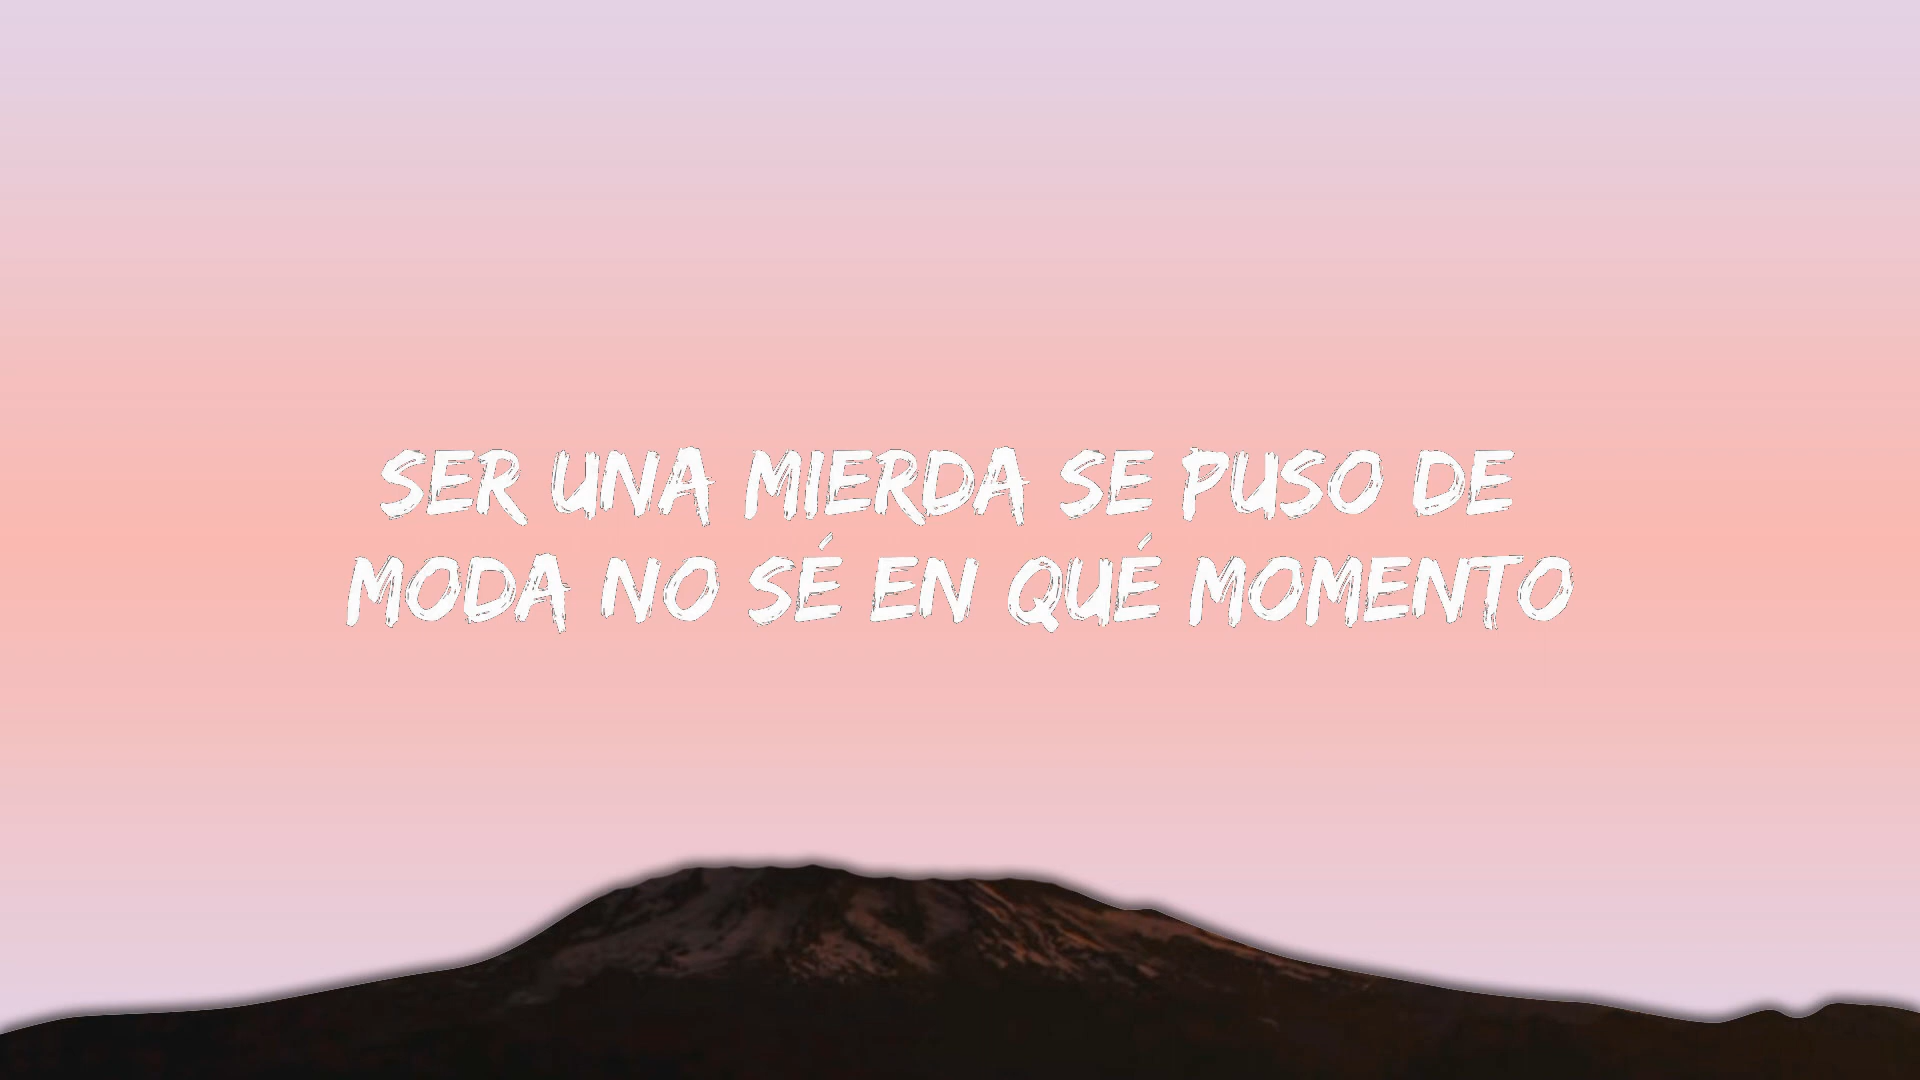 SER UNA MIERDA SE PUSO DE
MODA NO SÉ EN QUÉ MOMENTO